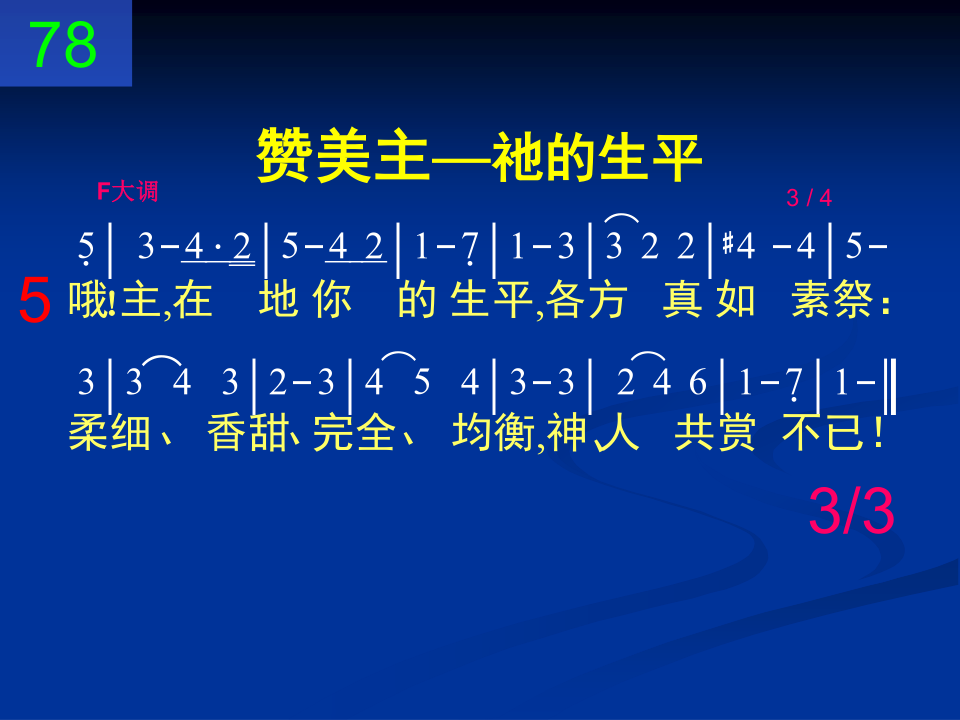 78
赞美主—祂的生平
F大调 3 / 4
5̣| 3-4·2|5-4 2|1-7̣|1-3|3 2 2|♯4 -4|5-
5 哦!主,在 地 你 的 生平,各方 真 如 素祭：
3|3 4 3|2-3|4 5 4|3-3| 2 4 6|1-7̣|1-‖
柔细、香甜、完全、均衡,神、人 共赏 不已!
3/3